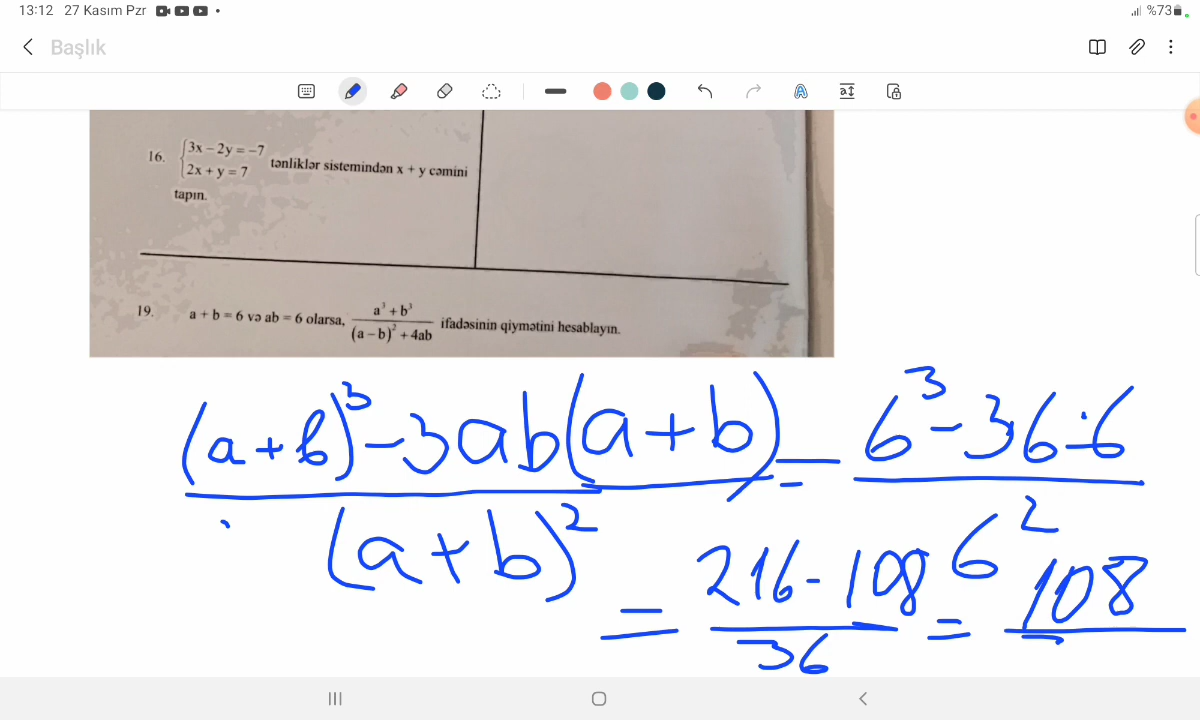 13:12 27 Kasım Pzr %73
Başlık
16. {3x – 2y = –7
2x + y = 7 tənliklər sistemindən x + y cəmini
tapın.
19. a + b = 6 və ab = 6 olarsa, (a³ + b³)/((a – b)² + 4ab) ifadəsinin qiymətini hesablayın.
(a+b)³-3ab(a+b) = 6³-36·6
(a+b)² 6²
= 216-108 = 108
36